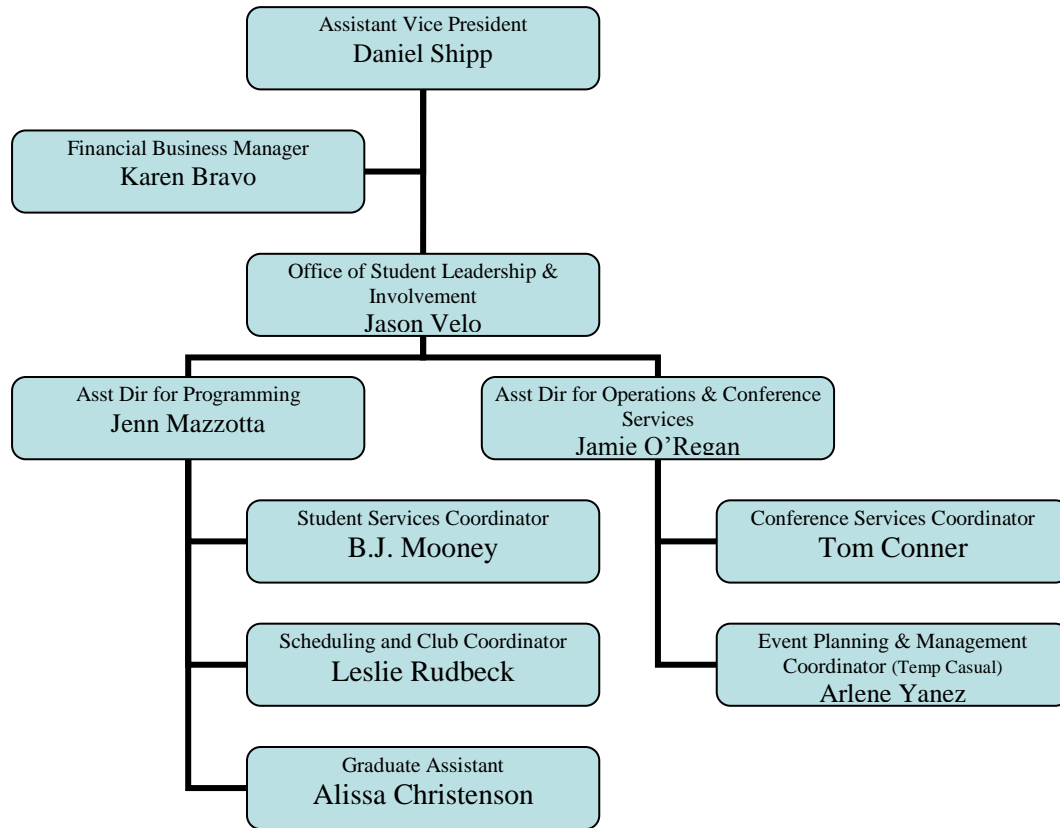 Assistant Vice President
Daniel Shipp
Financial Business Manager
Karen Bravo
Office of Student Leadership &
Involvement
Jason Velo
Asst Dir for Programming
Jenn Mazzotta
Asst Dir for Operations & Conference
Services
Jamie O’Regan
Student Services Coordinator
B.J. Mooney
Conference Services Coordinator
Tom Conner
Scheduling and Club Coordinator
Leslie Rudbeck
Event Planning & Management
Coordinator (Temp Casual)
Arlene Yanez
Graduate Assistant
Alissa Christenson